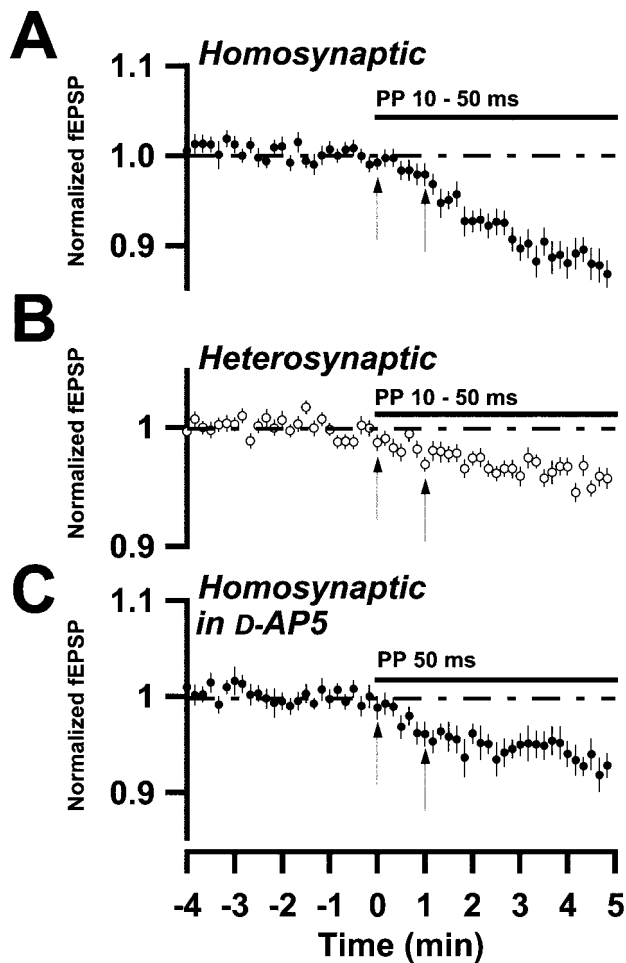 A
Homosynaptic
PP 10 - 50 ms
Normalized fEPSP
1.1
1.0
0.9
B
Heterosynaptic
PP 10 - 50 ms
Normalized fEPSP
1
0.9
C
Homosynaptic
in D-AP5
PP 50 ms
Normalized fEPSP
1.1
1
0.9
-4 -3 -2 -1 0 1 2 3 4 5
Time (min)